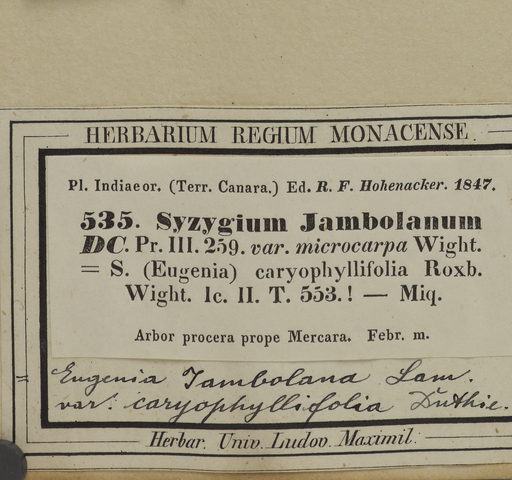 HERBARIUM REGIUM MONACENSE.
Pl. Indiae or. (Terr. Canara.) Ed. R. F. Hohenacker. 1847.
535. Syzygium Jambolanum
DC. Pr. III. 259. var. microcarpa Wight.
= S. (Eugenia) caryophyllifolia Roxb.
Wight. Ic. II. T. 553.! — Miq.
Arbor procera prope Mercara. Febr. m.
= Eugenia Jambolana Lam.
var: caryophyllifolia Duthie.
Herbar. Univ. Ludov. Maximil.